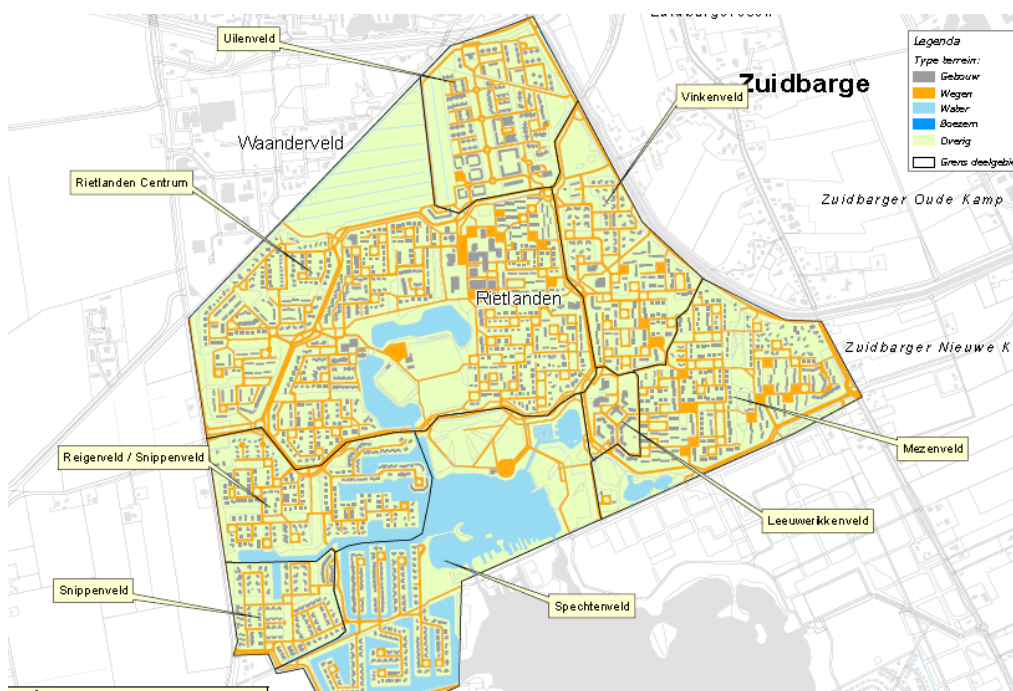 Uilenveld
Legenda
Type terrein:
Gebouw
Wegen
Water
Boezem
Overig
Grens deelgebie
Zuidbarge
Vinkenveld
Waanderveld
Rietlanden Centrum
Zuidbarger Oude Kamp
Rietlanden
Zuidbarger Nieuwe K
Mezenveld
Reigerveld / Snippenveld
Leeuwerikkenveld
Snippenveld
Spechtenveld